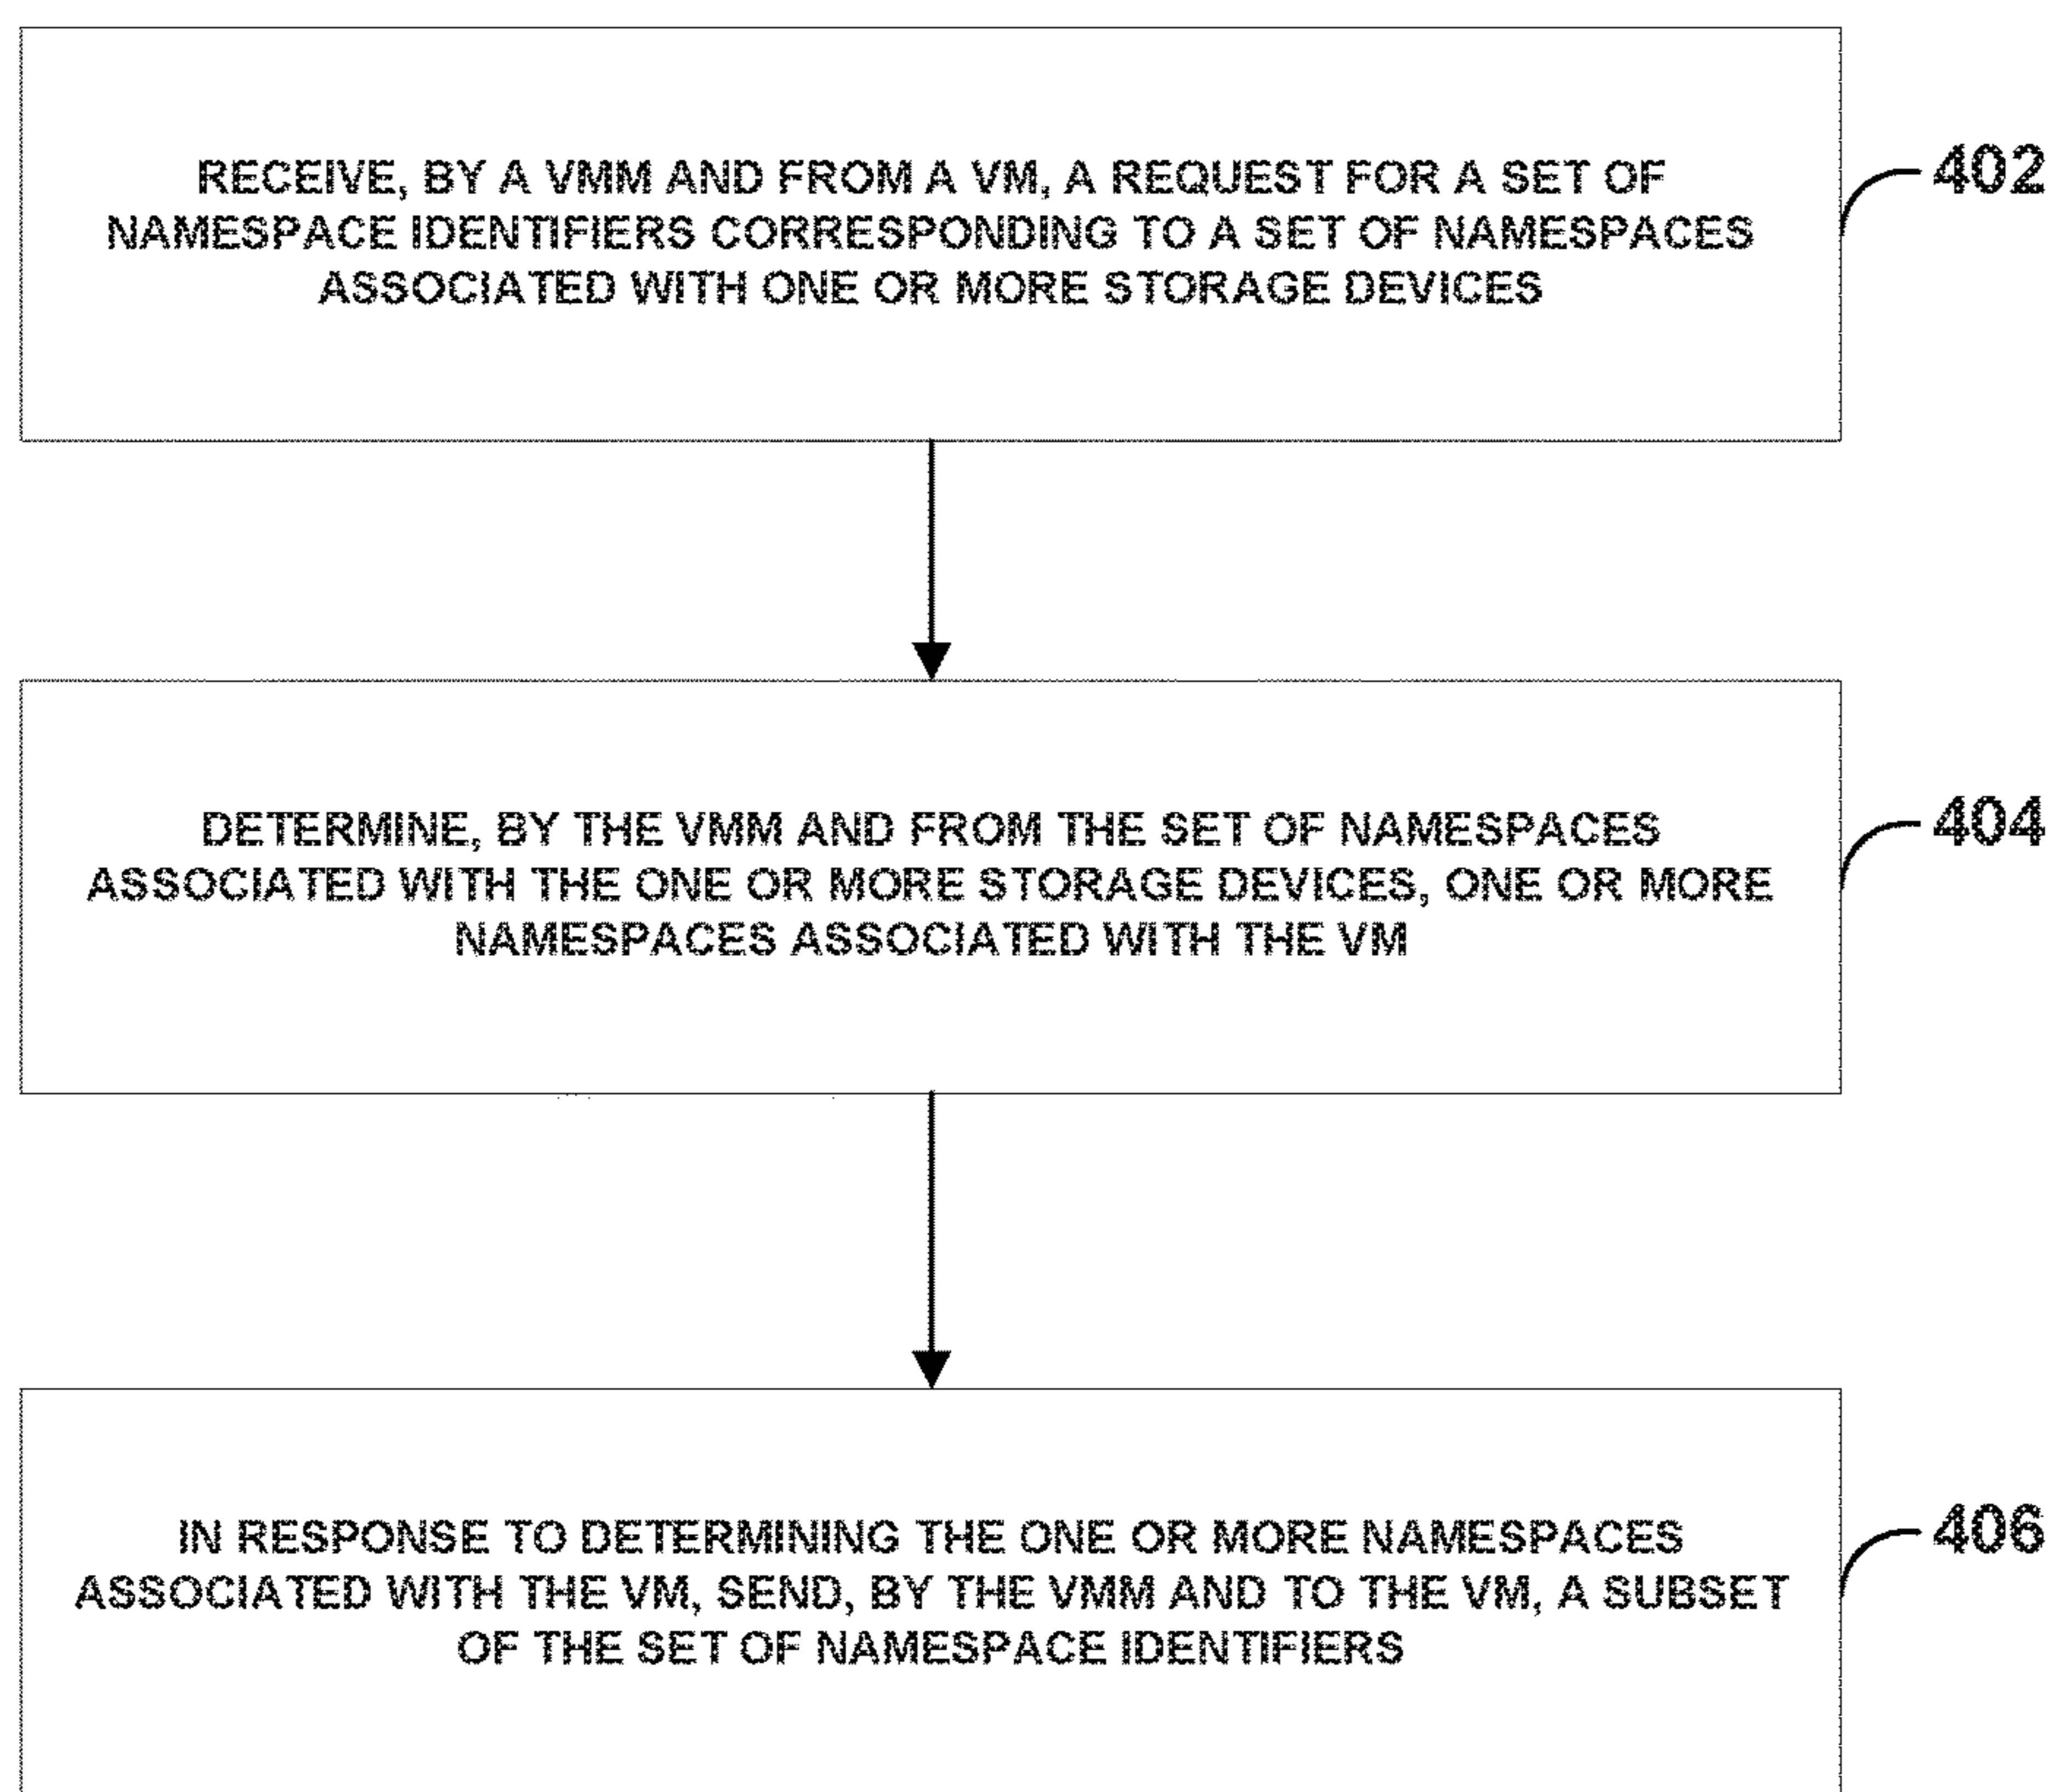 RECEIVE, BY A VMM AND FROM A VM, A REQUEST FOR A SET OF
NAMESPACE IDENTIFIERS CORRESPONDING TO A SET OF NAMESPACES
ASSOCIATED WITH ONE OR MORE STORAGE DEVICES
402
DETERMINE, BY THE VMM AND FROM THE SET OF NAMESPACES
ASSOCIATED WITH THE ONE OR MORE STORAGE DEVICES, ONE OR MORE
NAMESPACES ASSOCIATED WITH THE VM
404
IN RESPONSE TO DETERMINING THE ONE OR MORE NAMESPACES
ASSOCIATED WITH THE VM, SEND, BY THE VMM AND TO THE VM, A SUBSET
OF THE SET OF NAMESPACE IDENTIFIERS
406